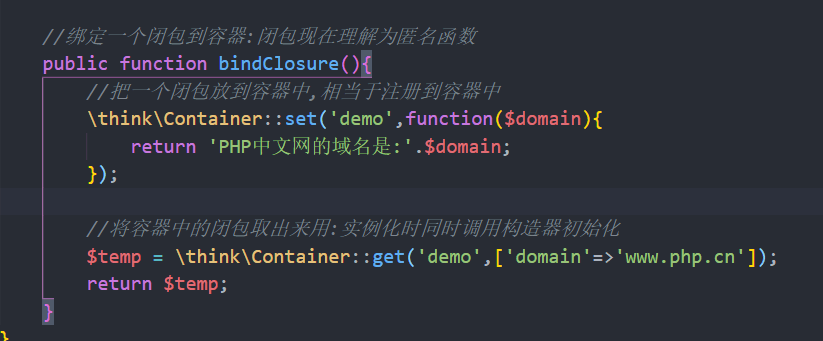 //绑定一个闭包到容器:闭包现在理解为匿名函数
public function bindClosure(){
//把一个闭包放到容器中,相当于注册到容器中
\think\Container::set('demo',function($domain){
return 'PHP中文网的域名是:'.$domain;
});
//将容器中的闭包取出来用:实例化时同时调用构造器初始化
$temp = \think\Container::get('demo',['domain'=>'www.php.cn']);
return $temp;
}
}